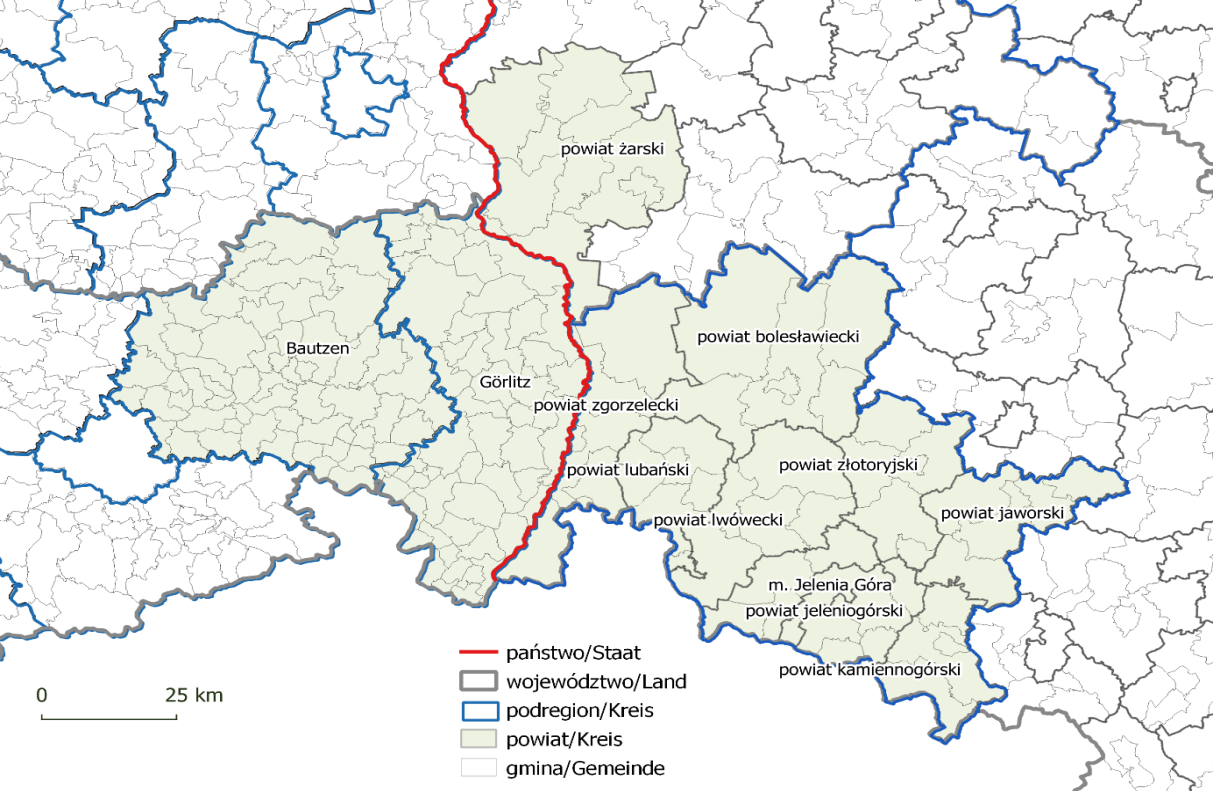 powiat żarski
powiat bolesławiecki
Bautzen
Görlitz
powiat zgorzelecki
powiat lubański
powiat złotoryjski
powiat lwówecki
powiat jaworski
m. Jelenia Góra
powiat jeleniogórski
powiat kamiennogórski
państwo/Staat
województwo/Land
podregion/Kreis
powiat/Kreis
gmina/Gemeinde
0 25 km